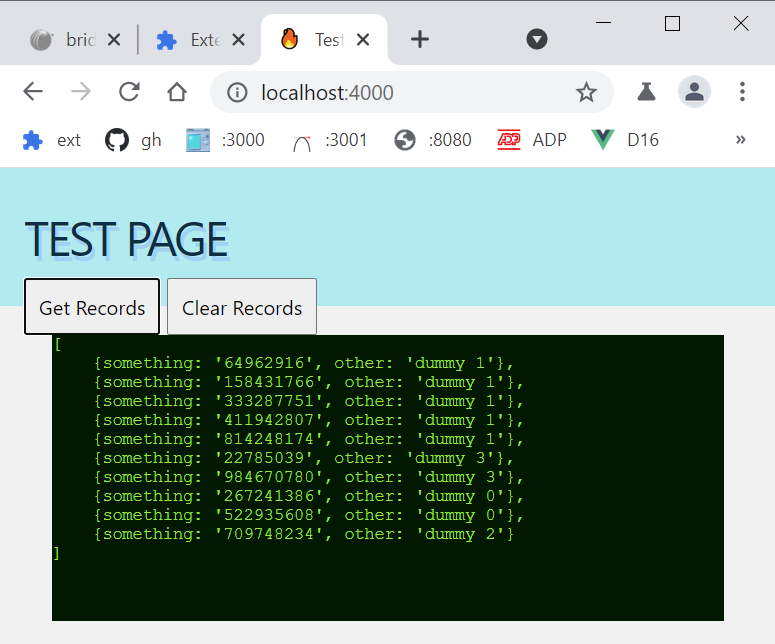 brid Exte Test
localhost:4000
ext gh :3000 :3001 :8080 ADP ADP D16 »
TEST PAGE
Get Records Clear Records
[
{something: '64962916', other: 'dummy 1'},
{something: '158431766', other: 'dummy 1'},
{something: '333287751', other: 'dummy 1'},
{something: '411942807', other: 'dummy 1'},
{something: '814248174', other: 'dummy 1'},
{something: '22785039', other: 'dummy 3'},
{something: '984670780', other: 'dummy 3'},
{something: '267241386', other: 'dummy 0'},
{something: '522935608', other: 'dummy 0'},
{something: '709748234', other: 'dummy 2'}
]